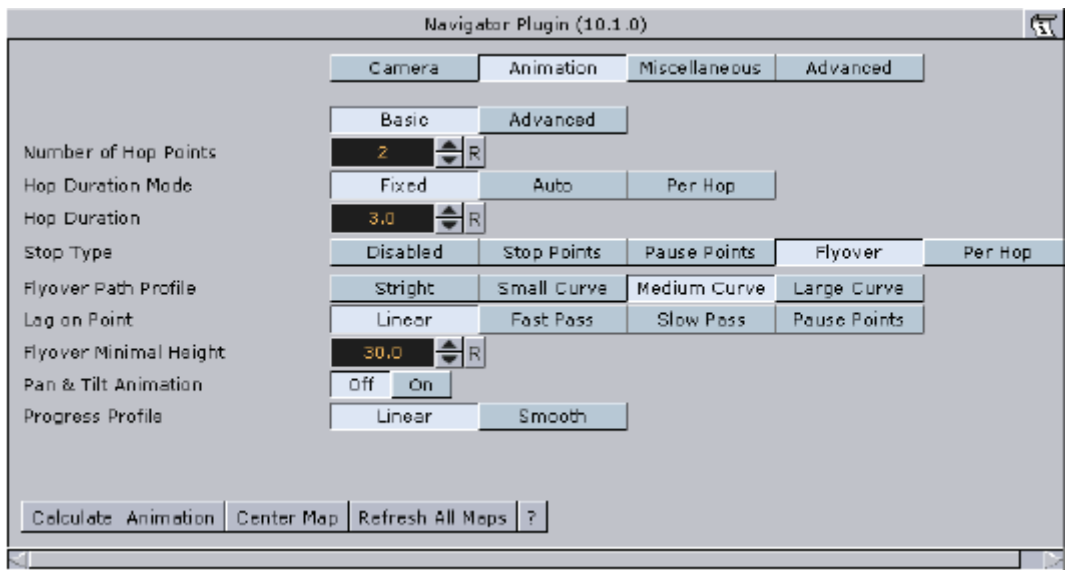 Navigator Plugin (10.1.0)
Camera Animation Miscellaneous Advanced
Basic Advanced
Number of Hop Points 2 R
Hop Duration Mode Fixed Auto Per Hop
Hop Duration 3.0 R
Stop Type Disabled Stop Points Pause Points Flyover Per Hop
Flyover Path Profile Stright Small Curve Medium Curve Large Curve
Lag on Point Linear Fast Pass Slow Pass Pause Points
Flyover Minimal Height 30.0 R
Pan & Tilt Animation Off On
Progress Profile Linear Smooth
Calculate Animation Center Map Refresh All Maps ?